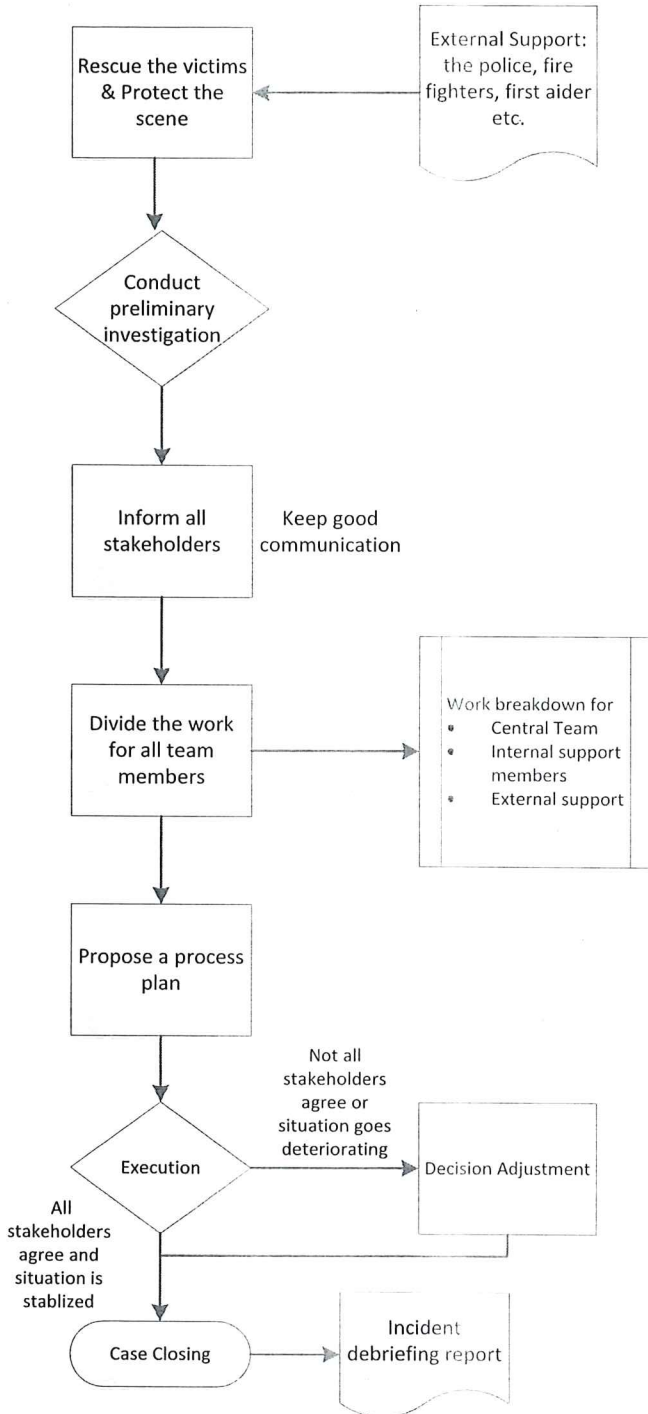 Rescue the victims
& Protect the
scene
External Support:
the police, fire
fighters, first aider
etc.
Conduct
preliminary
investigation
Inform all
stakeholders
Keep good
communication
Divide the work
for all team
members
Work breakdown for
• Central Team
• Internal support
members
• External support
Propose a process
plan
Not all
stakeholders
agree or
situation goes
deteriorating
Execution
Decision Adjustment
All
stakeholders
agree and
situation is
stablized
Case Closing
Incident
debriefing report